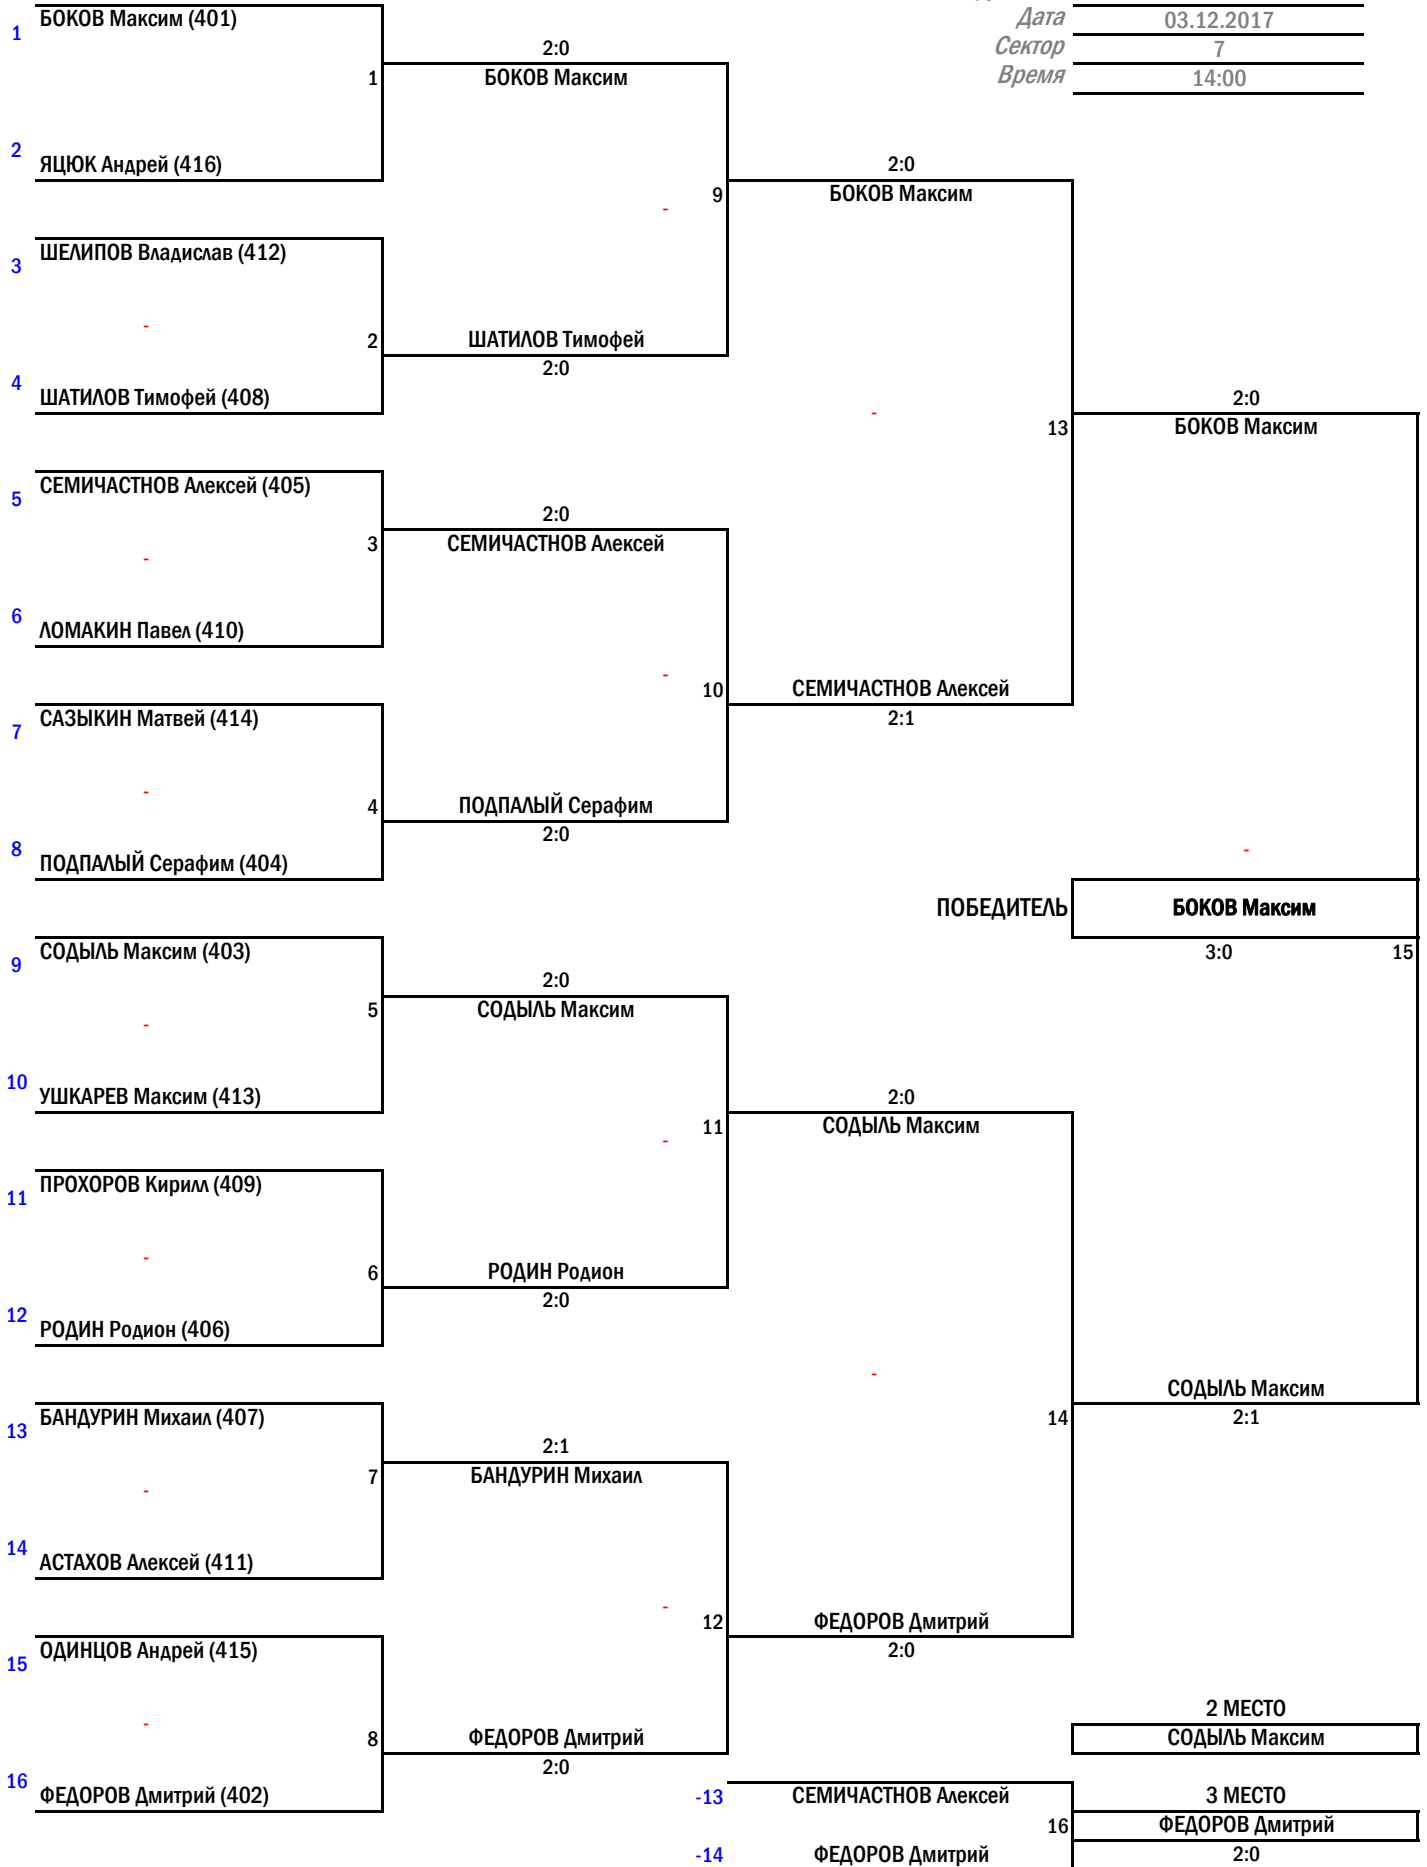 Дата 03.12.2017
1 БОКОВ Максим (401)
Сектор 7
2:0
1 БОКОВ Максим
Время 14:00
2 ЯЦЮК Андрей (416)
2:0
9 БОКОВ Максим
-
3 ШЕЛИПОВ Владислав (412)
-
2 ШАТИЛОВ Тимофей
2:0
4 ШАТИЛОВ Тимофей (408)
2:0
-
13 БОКОВ Максим
5 СЕМИЧАСТНОВ Алексей (405)
2:0
3 СЕМИЧАСТНОВ Алексей
-
6 ЛОМАКИН Павел (410)
-
10 СЕМИЧАСТНОВ Алексей
2:1
7 САЗЫКИН Матвей (414)
-
4 ПОДПАЛЫЙ Серафим
2:0
8 ПОДПАЛЫЙ Серафим (404)
-
ПОБЕДИТЕЛЬ БОКОВ Максим
3:0 15
9 СОДЫЛЬ Максим (403)
2:0
5 СОДЫЛЬ Максим
-
10 УШКАРЕВ Максим (413)
2:0
11 СОДЫЛЬ Максим
-
11 ПРОХОРОВ Кирилл (409)
-
6 РОДИН Родион
2:0
12 РОДИН Родион (406)
-
СОДЫЛЬ Максим
14 2:1
13 БАНДУРИН Михаил (407)
2:1
7 БАНДУРИН Михаил
-
14 АСТАХОВ Алексей (411)
-
12 ФЕДОРОВ Дмитрий
2:0
15 ОДИНЦОВ Андрей (415)
2 МЕСТО
-
8 ФЕДОРОВ Дмитрий
СОДЫЛЬ Максим
2:0
16 ФЕДОРОВ Дмитрий (402)
-13 СЕМИЧАСТНОВ Алексей
3 МЕСТО
16 ФЕДОРОВ Дмитрий
-14 ФЕДОРОВ Дмитрий
2:0